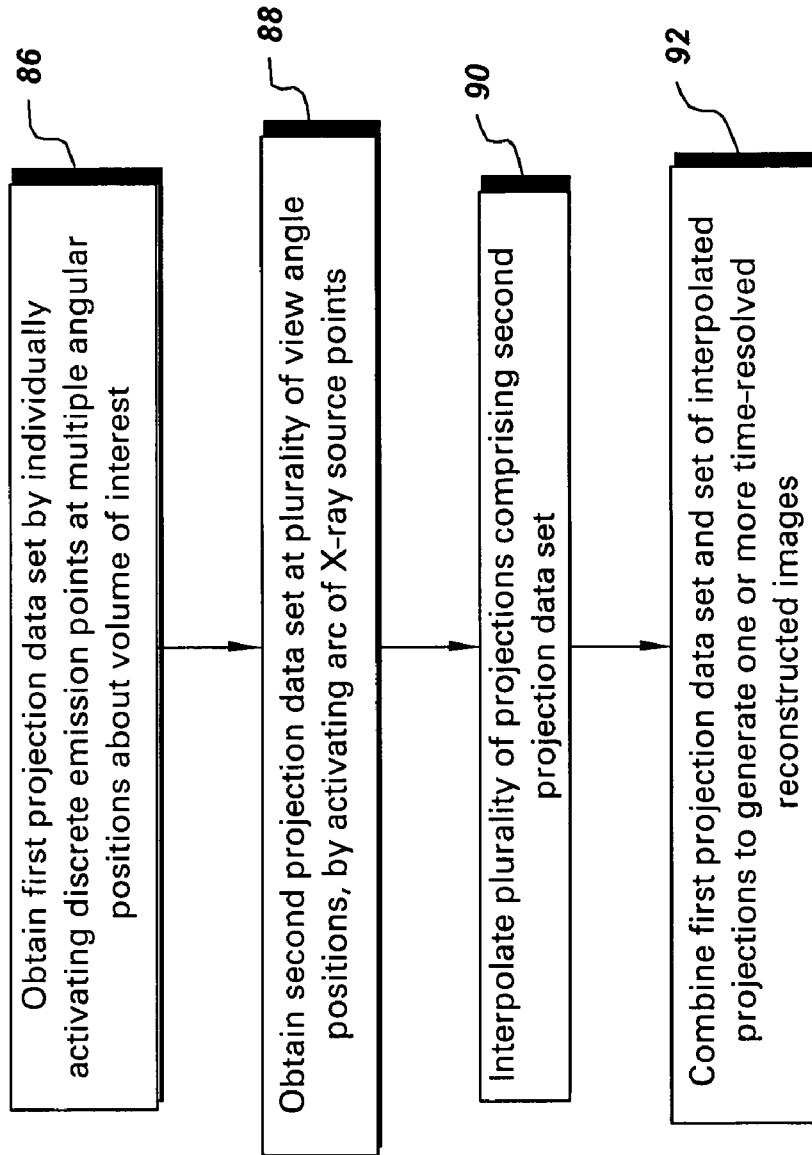 Obtain first projection data set by individually
activating discrete emission points at multiple angular
positions about volume of interest
86
Obtain second projection data set at plurality of view angle
positions, by activating arc of X-ray source points
88
Interpolate plurality of projections comprising second
projection data set
90
Combine first projection data set and set of interpolated
projections to generate one or more time-resolved
reconstructed images
92